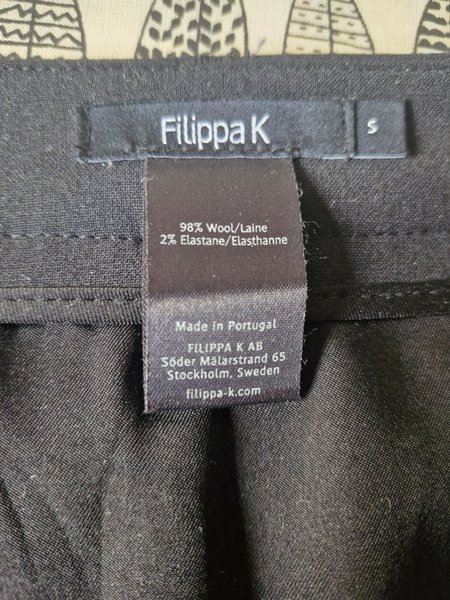 Filippa K
S
98% Wool/Laine
2% Elastane/Elasthanne
Made in Portugal
FILIPPA K AB
Söder Mälarstrand 65
Stockholm, Sweden
filippa-k.com